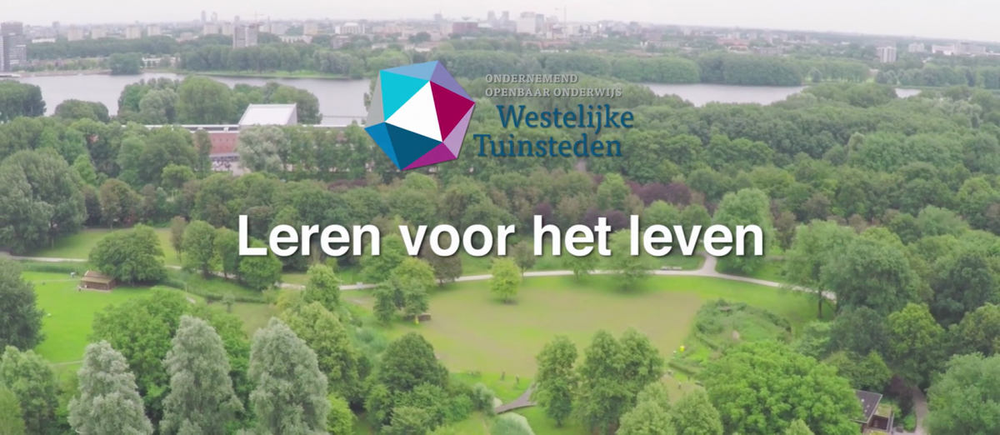 ONDERNEMEND
OPENBAAR ONDERWIJS
Westelijke
Tuinsteden
Leren voor het leven